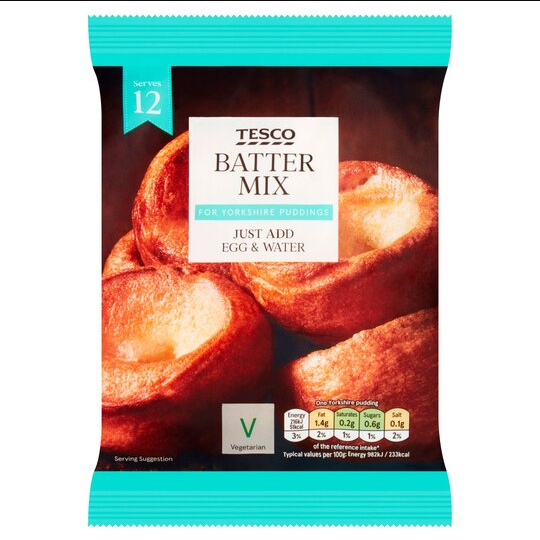 Serves
12
TESCO
BATTER
MIX
FOR YORKSHIRE PUDDINGS
JUST ADD
EGG & WATER
V
Vegetarian
Serving Suggestion
One Yorkshire pudding
Energy Fat Saturates Sugars Salt
216kJ 1.4g 0.2g 0.6g 0.1g
51kcal
3% 2% 1% 1% 2%
of the reference intake*
Typical values per 100g: Energy 982kJ / 233kcal